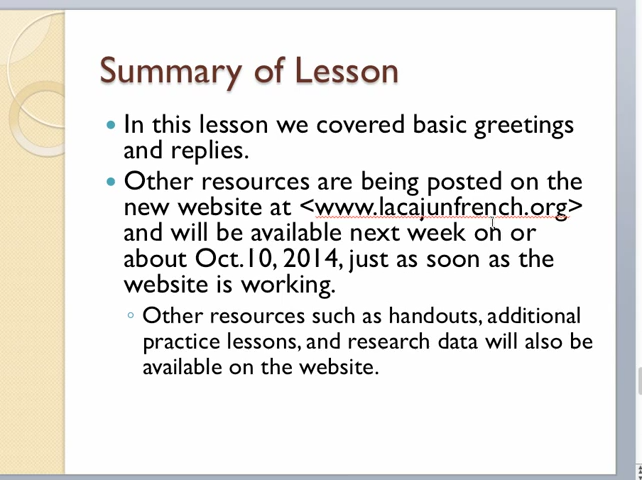 Summary of Lesson
In this lesson we covered basic greetings
and replies.
Other resources are being posted on the
new website at <www.lacajunfrench.org>
and will be available next week on or
about Oct.10, 2014, just as soon as the
website is working.
Other resources such as handouts, additional
practice lessons, and research data will also be
available on the website.